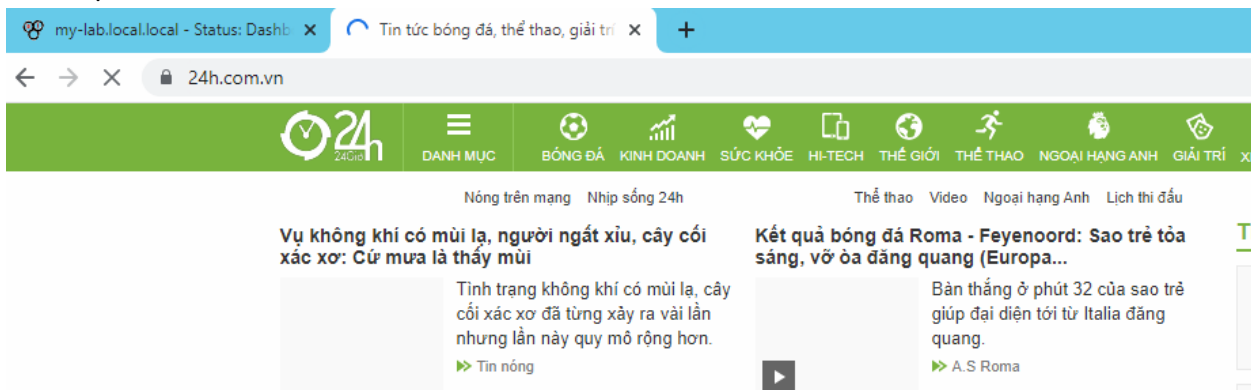 my-lab.local.local - Status: Dashb
Tin tức bóng đá, thể thao, giải trí
24h.com.vn
24h
24Giờ
DANH MỤC
BÓNG ĐÁ
KINH DOANH
SỨC KHỎE
HI-TECH
THẾ GIỚI
THỂ THAO
NGOẠI HẠNG ANH
GIẢI TRÍ
Nóng trên mạng Nhịp sống 24h
Thể thao Video Ngoại hạng Anh Lịch thi đấu
Vụ không khí có mùi lạ, người ngất xỉu, cây cối
xác xơ: Cứ mưa là thấy mùi
Tình trạng không khí có mùi lạ, cây
cối xác xơ đã từng xảy ra vài lần
nhưng lần này quy mô rộng hơn.
Tin nóng
Kết quả bóng đá Roma - Feyenoord: Sao trẻ tỏa
sáng, vỡ òa đăng quang (Europa...
Bàn thắng ở phút 32 của sao trẻ
giúp đại diện tới từ Italia đăng
quang.
A.S Roma
T